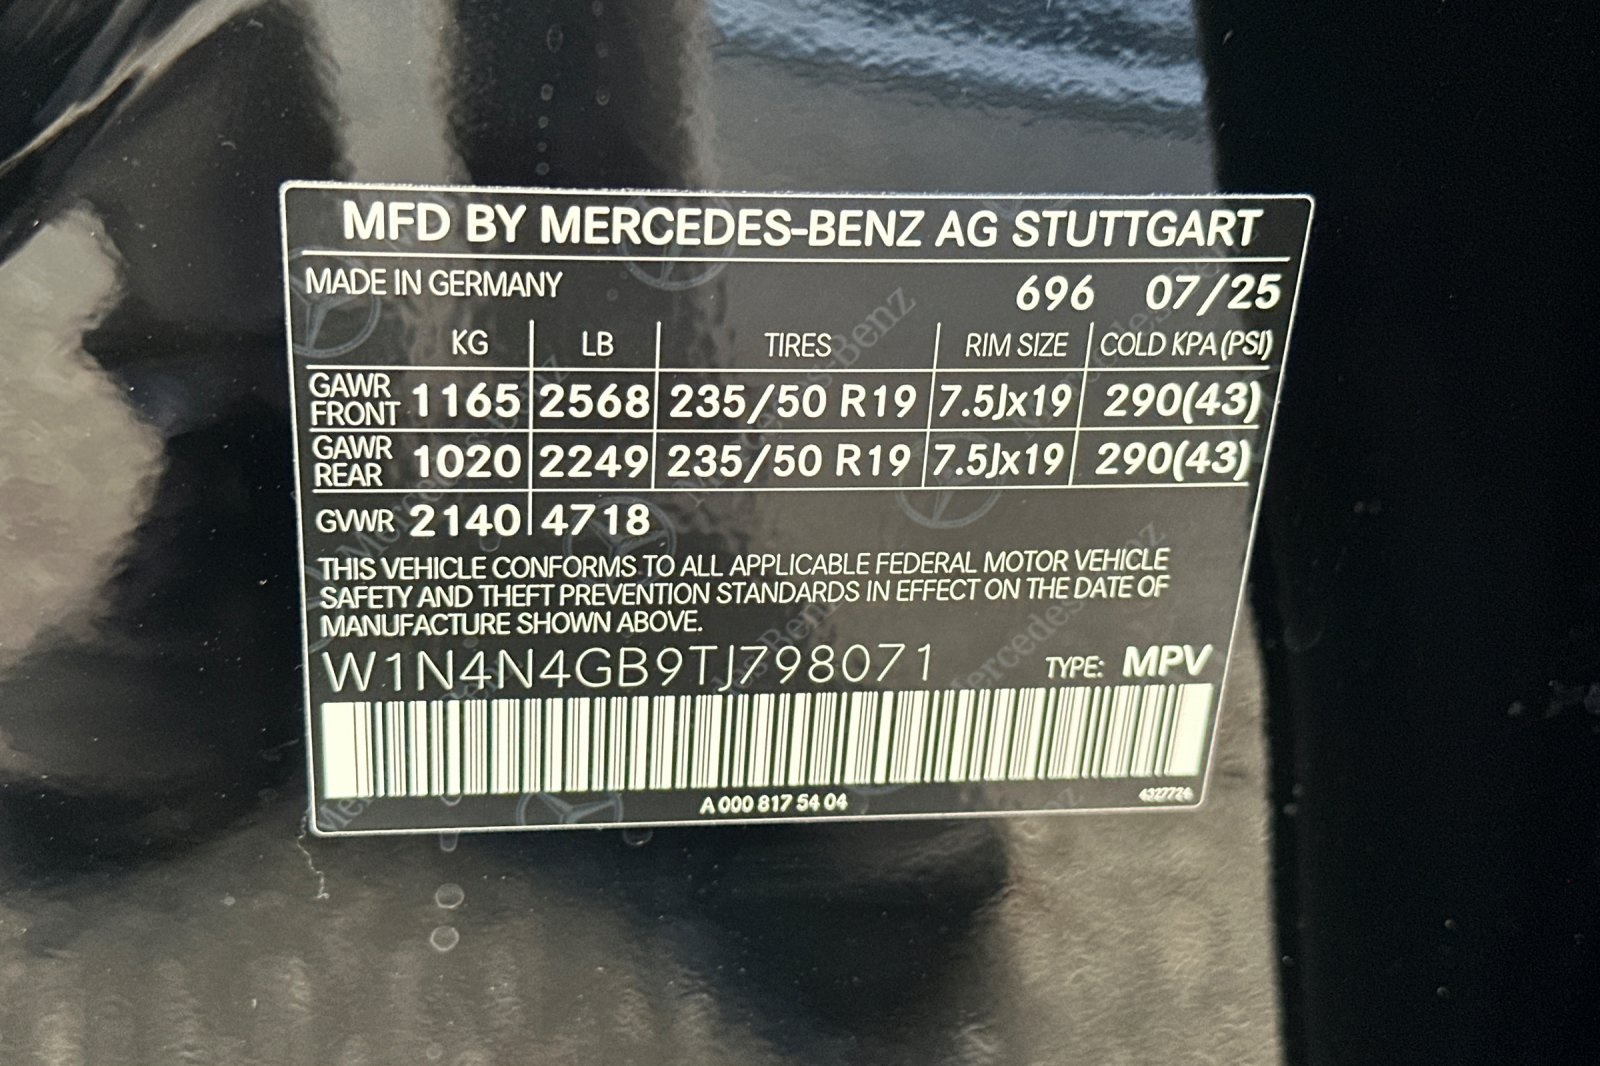 MFD BY MERCEDES-BENZ AG STUTTGART
MADE IN GERMANY 696 07/25
KG LB TIRES RIM SIZE COLD KPA (PSI)
GAWR FRONT 1165 2568 235/50 R19 7.5Jx19 290(43)
GAWR REAR 1020 2249 235/50 R19 7.5Jx19 290(43)
GVWR 2140 4718
THIS VEHICLE CONFORMS TO ALL APPLICABLE FEDERAL MOTOR VEHICLE
SAFETY AND THEFT PREVENTION STANDARDS IN EFFECT ON THE DATE OF
MANUFACTURE SHOWN ABOVE.
W1N4N4GB9TJ798071 TYPE: MPV
A 000 817 54 04 4327724